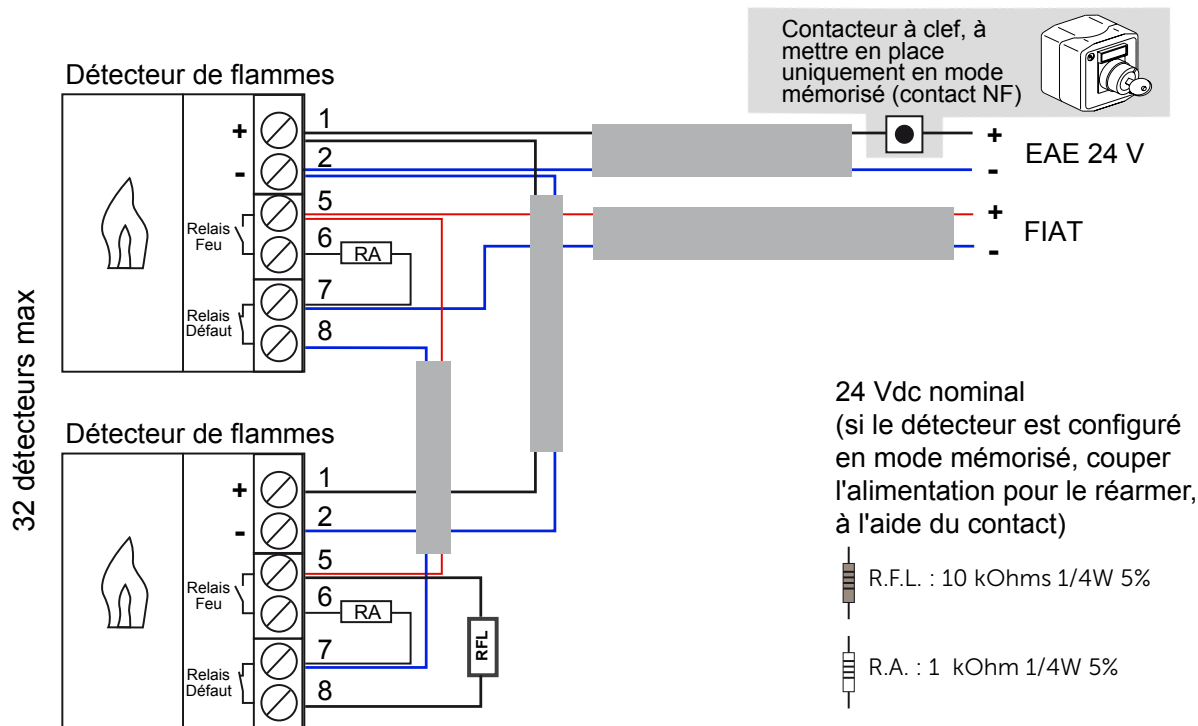 Contacteur à clef, à
mettre en place
uniquement en mode
mémorisé (contact NF)
Détecteur de flammes
+
1
-
2
5
Relais
Feu
6
RA
7
Relais
Défaut
8
+
EAE 24 V
-
+
FIAT
-
32 détecteurs max
Détecteur de flammes
+
1
-
2
5
Relais
Feu
6
RA
7
Relais
Défaut
8
RFL
24 Vdc nominal
(si le détecteur est configuré
en mode mémorisé, couper
l'alimentation pour le réarmer,
à l'aide du contact)
R.F.L. : 10 kOhms 1/4W 5%
R.A. : 1 kOhm 1/4W 5%